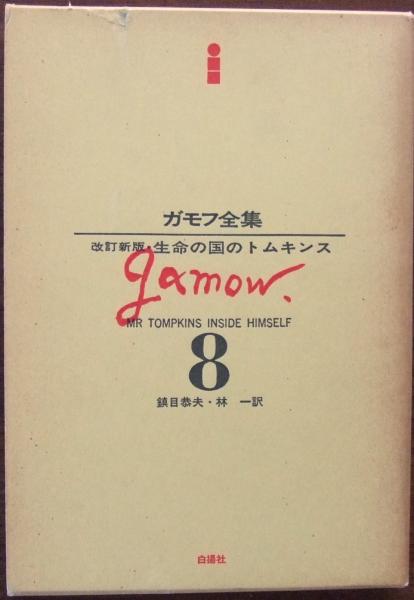 ガモフ全集
改訂新版・生命の国のトムキンス
gamow.
MR TOMPKINS INSIDE HIMSELF
8
鎮目恭夫・林 一訳
白揚社